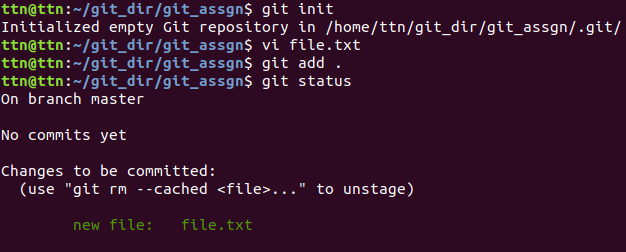 ttn@ttn:~/git_dir/git_assgn$ git init
Initialized empty Git repository in /home/ttn/git_dir/git_assgn/.git/
ttn@ttn:~/git_dir/git_assgn$ vi file.txt
ttn@ttn:~/git_dir/git_assgn$ git add .
ttn@ttn:~/git_dir/git_assgn$ git status
On branch master
No commits yet
Changes to be committed:
  (use "git rm --cached <file>..." to unstage)
        new file:   file.txt